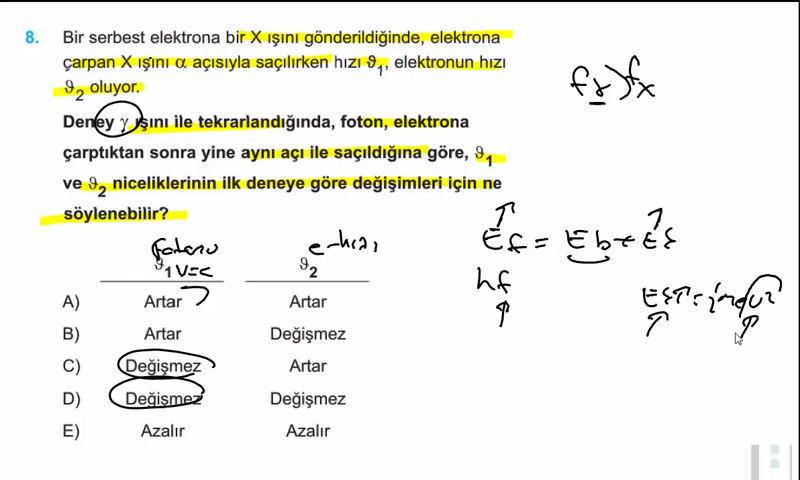 8. Bir serbest elektrona bir X ışını gönderildiğinde, elektrona
çarpan X ışını α açısıyla saçılırken hızı ϑ₁, elektronun hızı
ϑ₂ oluyor.
Deney γ ışını ile tekrarlandığında, foton, elektrona
çarptıktan sonra yine aynı açı ile saçıldığına göre, ϑ₁
ve ϑ₂ niceliklerinin ilk deneye göre değişimleri için ne
söylenebilir?
fγ > fx
ϑ₁ V=c ϑ₂
A) Artar Artar
B) Artar Değişmez
C) Değişmez Artar
D) Değişmez Değişmez
E) Azalır Azalır
Ef = Eb +
hf